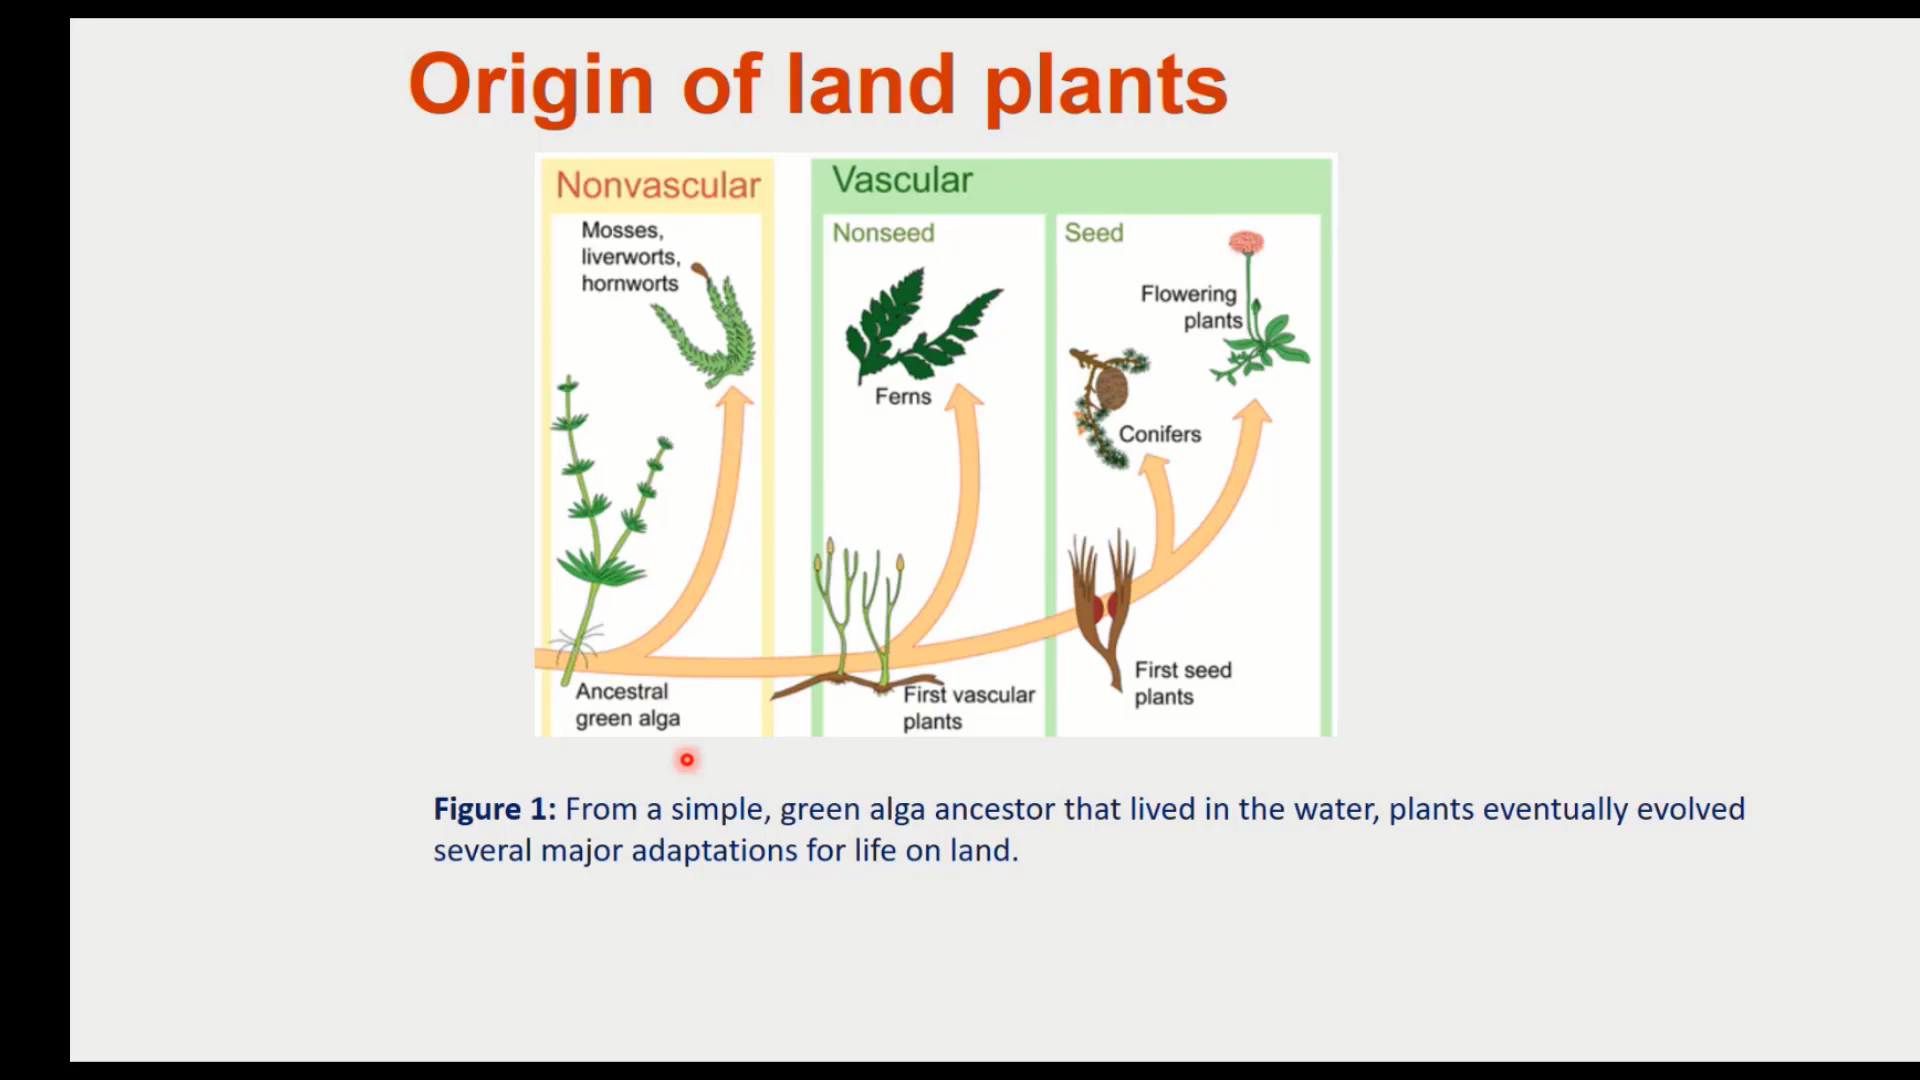 Origin of land plants
Nonvascular
Mosses,
liverworts,
hornworts
Ancestral
green alga
Vascular
Nonseed
Ferns
First vascular
plants
Seed
Flowering
plants
Conifers
First seed
plants
Figure 1: From a simple, green alga ancestor that lived in the water, plants eventually evolved
several major adaptations for life on land.